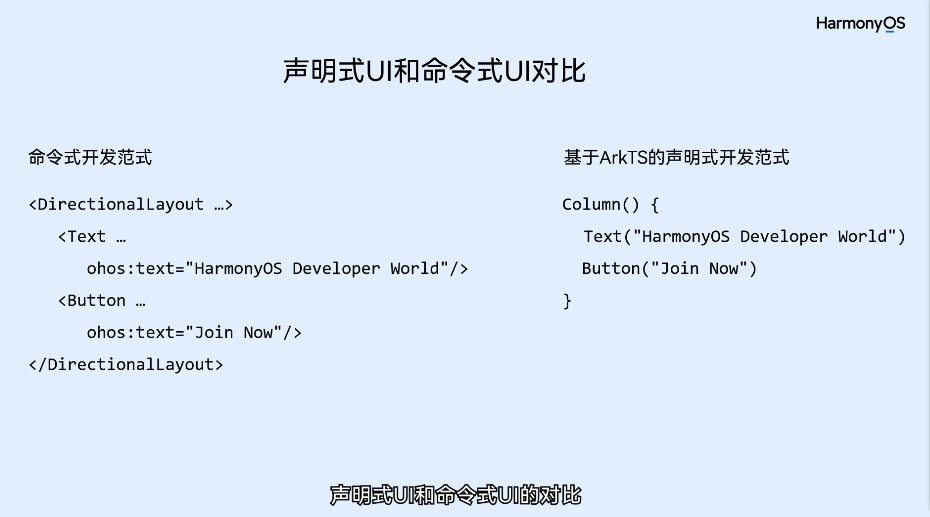 HarmonyOS
声明式UI和命令式UI对比
命令式开发范式
<DirectionalLayout …>
<Text …
ohos:text="HarmonyOS Developer World"/>
<Button …
ohos:text="Join Now"/>
</DirectionalLayout>
基于ArkTS的声明式开发范式
Column() {
Text("HarmonyOS Developer World")
Button("Join Now")
}
声明式UI和命令式UI的对比